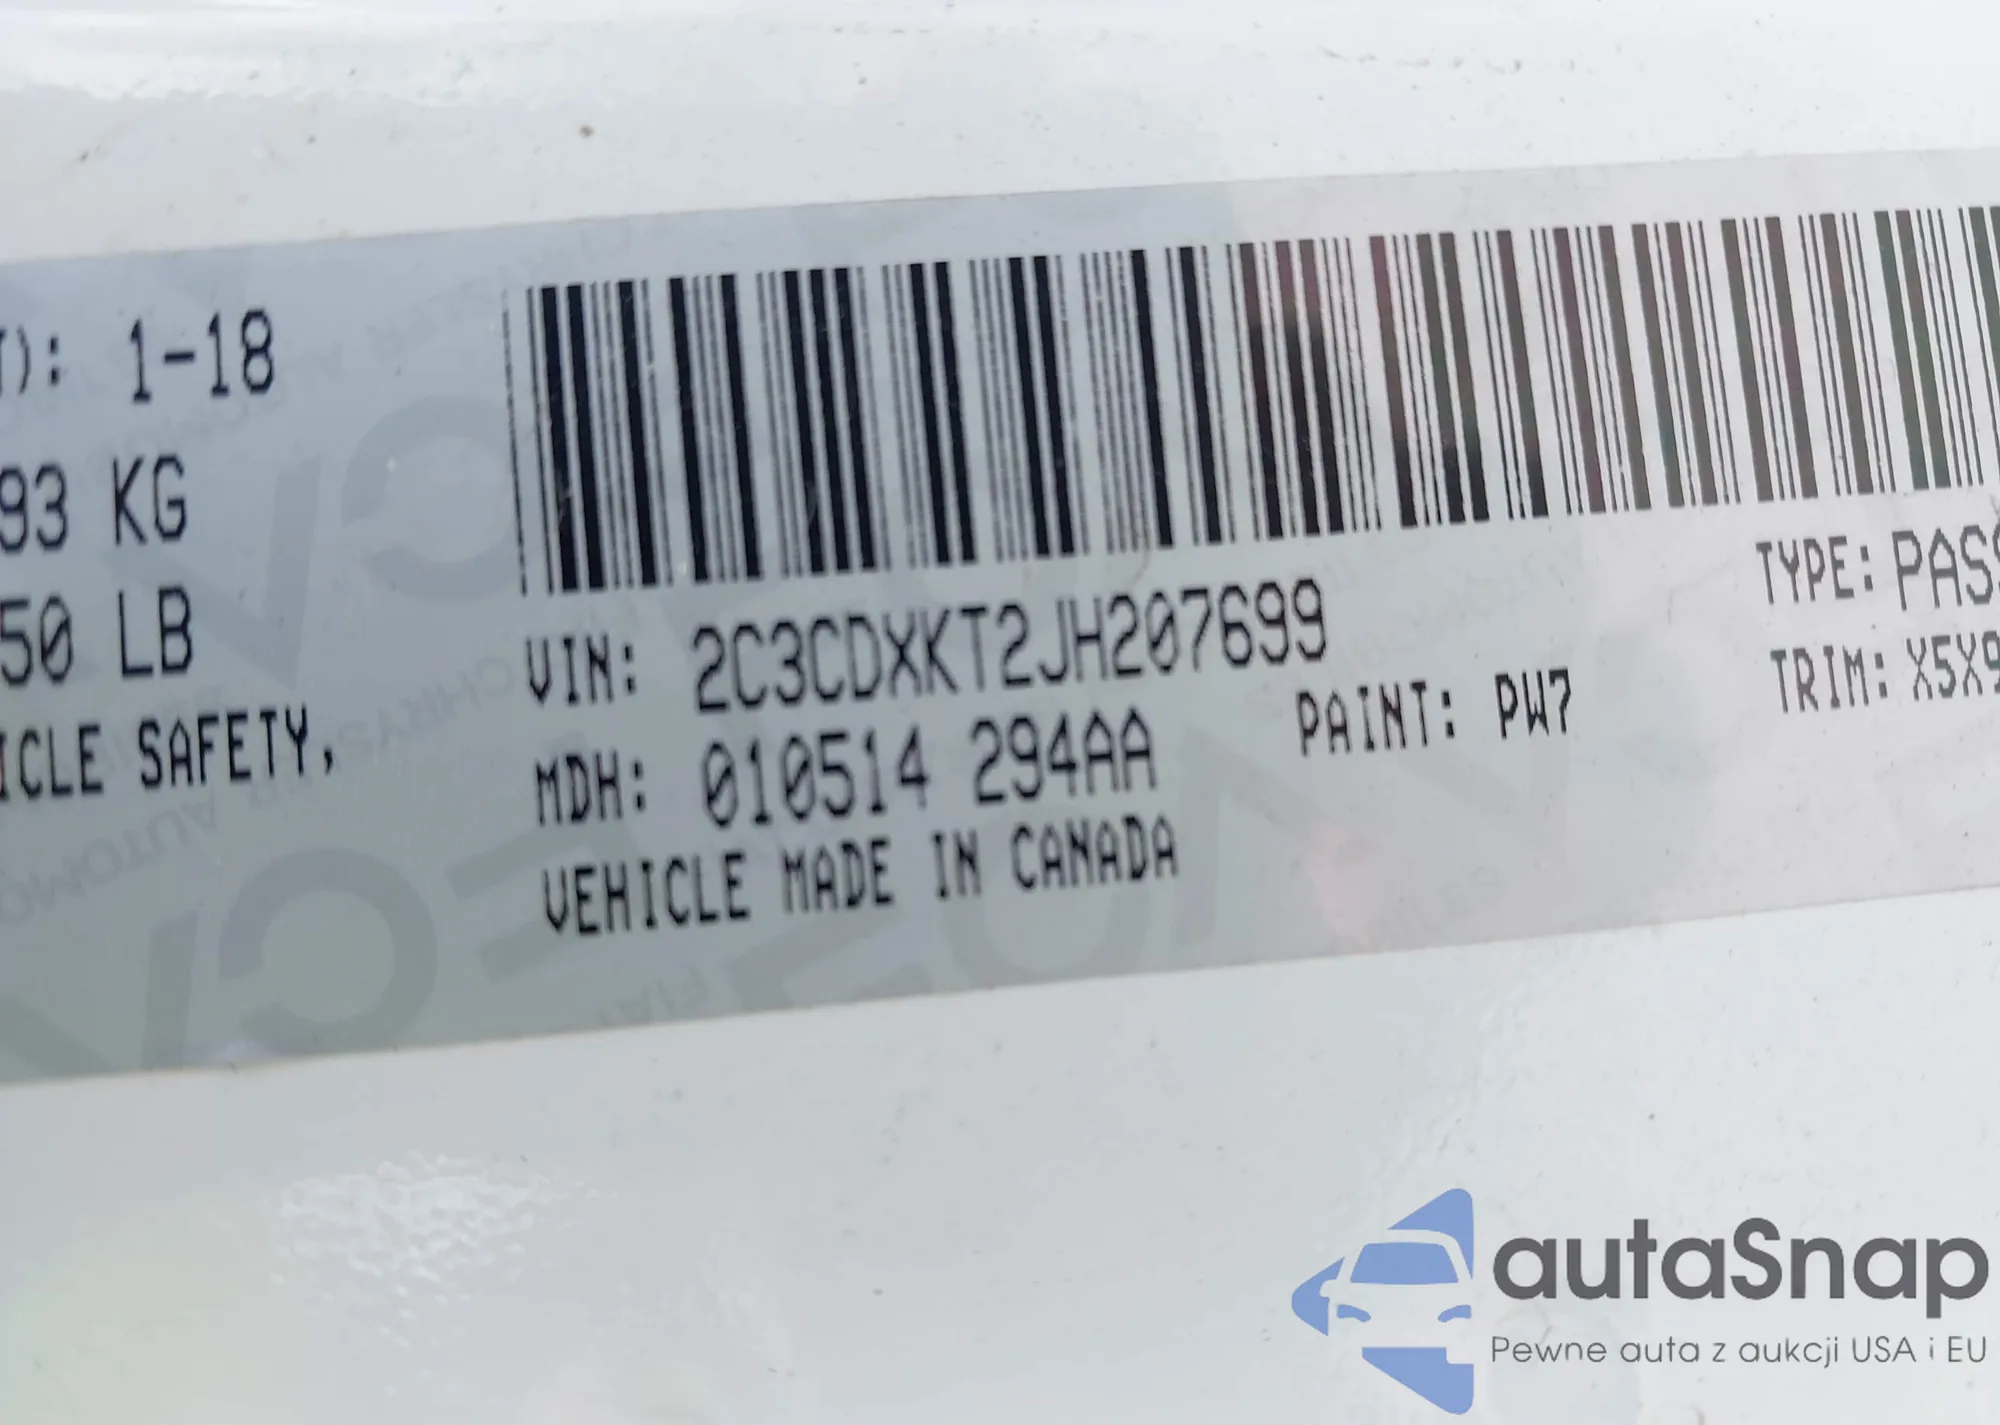 T): 1-18
93 KG
50 LB
ICLE SAFETY,
VIN: 2C3CDXKT2JH207699
TYPE: PASS
MDH: 010514 294AA
PAINT: PW7
TRIM: X5X9
VEHICLE MADE IN CANADA
autaSnap
Pewne auta z aukcji USA i EU